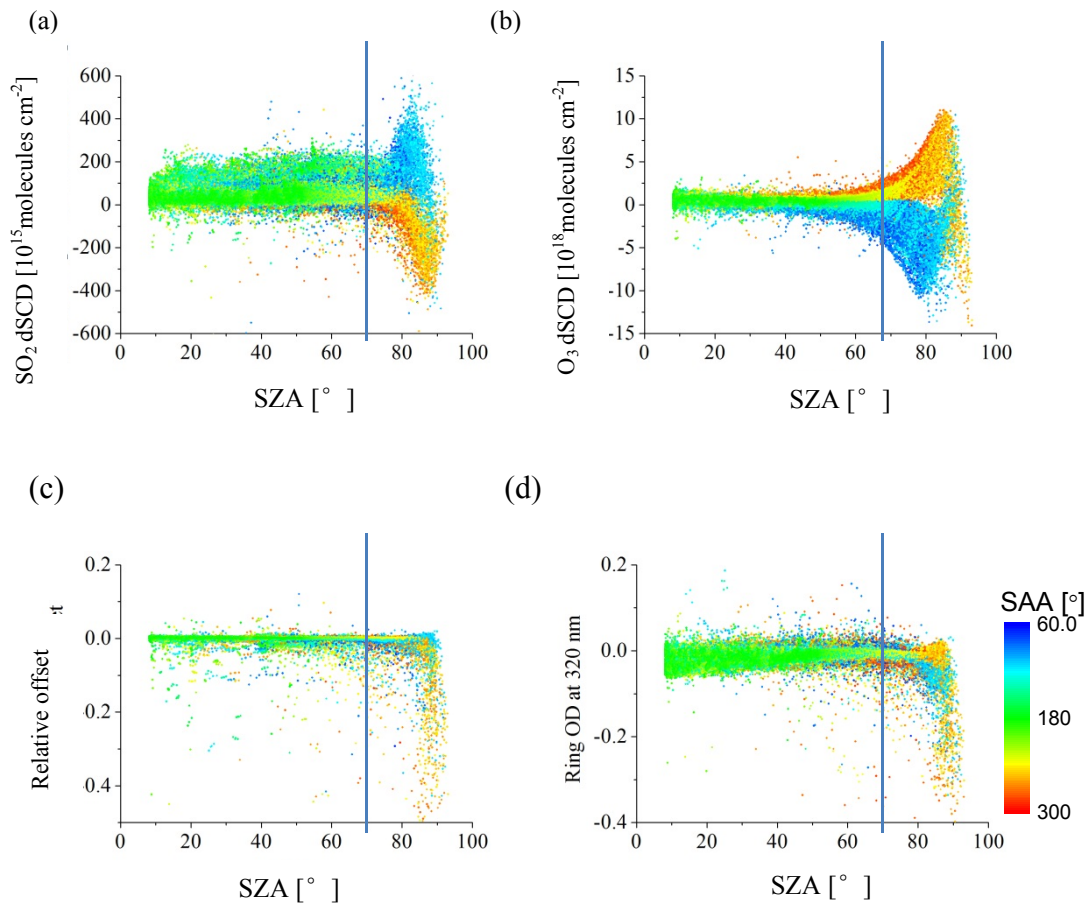 (a)
(b)
600
400
200
0
-200
-400
-600
0 20 40 60 80 100
SO2 dSCD [10^15 molecules cm^-2]
SZA [° ]
15
10
5
0
-5
-10
-15
0 20 40 60 80 100
O3 dSCD [10^18 molecules cm^-2]
SZA [° ]
(c)
(d)
0.2
0.0
0.2
0.4
0 20 40 60 80 100
Relative offset
SZA [° ]
0.2
0.0
-0.2
-0.4
0 20 40 60 80 100
Ring OD at 320 nm
SZA [° ]
SAA [°]
60.0
180
300